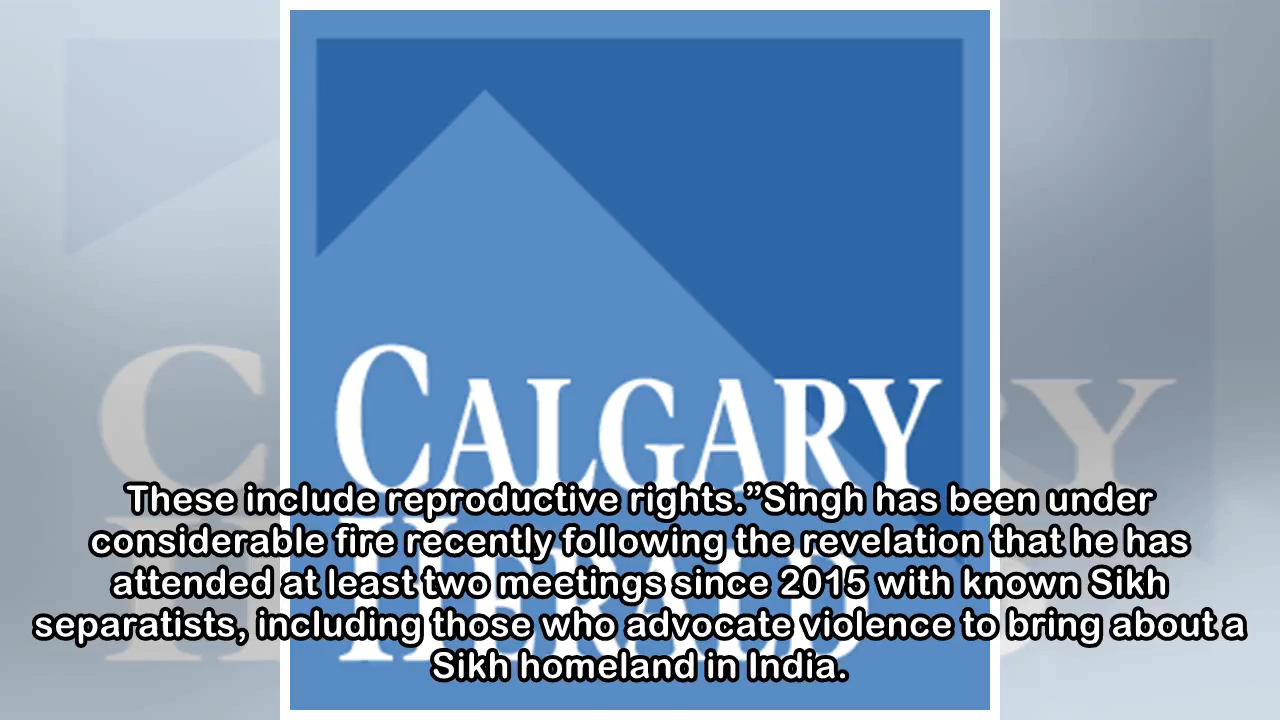 CALGARY
HERALD
These include reproductive rights.”Singh has been under
considerable fire recently following the revelation that he has
attended at least two meetings since 2015 with known Sikh
separatists, including those who advocate violence to bring about a
Sikh homeland in India.